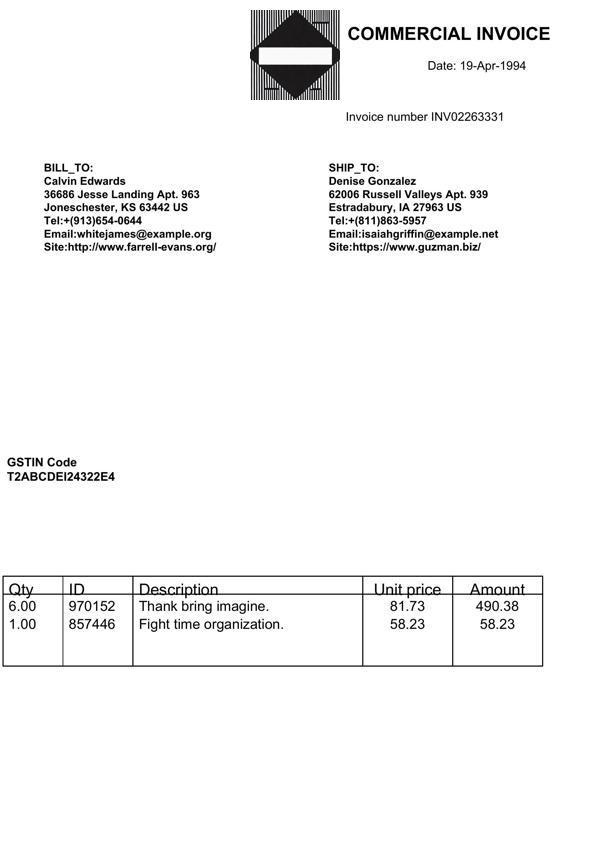 COMMERCIAL INVOICE
Date: 19-Apr-1994
Invoice number INV02263331
BILL_TO:
Calvin Edwards
36686 Jesse Landing Apt. 963
Joneschester, KS 63442 US
Tel:+(913)654-0644
Email:whitejames@example.org
Site:http://www.farrell-evans.org/
SHIP_TO:
Denise Gonzalez
62006 Russell Valleys Apt. 939
Estradabury, IA 27963 US
Tel:+(811)863-5957
Email:isaiahgriffin@example.net
Site:https://www.guzman.biz/
GSTIN Code
T2ABCDEI24322E4
Qty ID Description Unit price Amount
6.00 970152 Thank bring imagine. 81.73 490.38
1.00 857446 Fight time organization. 58.23 58.23